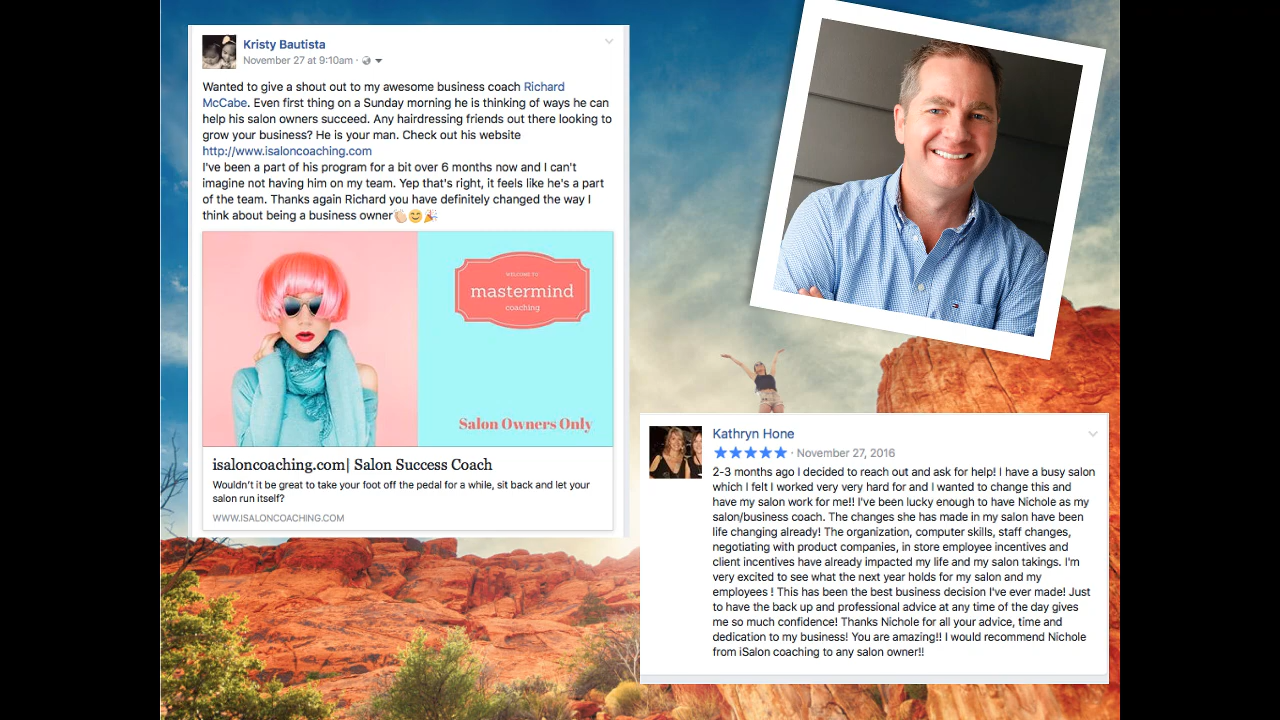 Kristy Bautista
November 27 at 9:10am ·
Wanted to give a shout out to my awesome business coach Richard
McCabe. Even first thing on a Sunday morning he is thinking of ways he can
help his salon owners succeed. Any hairdressing friends out there looking to
grow your business? He is your man. Check out his website
http://www.isaloncoaching.com
I've been a part of his program for a bit over 6 months now and I can't
imagine not having him on my team. Yep that's right, it feels like he's a part
of the team. Thanks again Richard you have definitely changed the way I
think about being a business owner👏😊🎉
WELCOME TO
mastermind
coaching
Salon Owners Only
isaloncoaching.com| Salon Success Coach
Wouldn't it be great to take your foot off the pedal for a while, sit back and let your
salon run itself?
WWW.ISALONCOACHING.COM
Kathryn Hone
★★★★★ · November 27, 2016
2-3 months ago I decided to reach out and ask for help! I have a busy salon
which I felt I worked very very hard for and I wanted to change this and
have my salon work for me!! I've been lucky enough to have Nichole as my
salon/business coach. The changes she has made in my salon have been
life changing already! The organization, computer skills, staff changes,
negotiating with product companies, in store employee incentives and
client incentives have already impacted my life and my salon takings. I'm
very excited to see what the next year holds for my salon and my
employees ! This has been the best business decision I've ever made! Just
to have the back up and professional advice at any time of the day gives
me so much confidence! Thanks Nichole for all your advice, time and
dedication to my business! You are amazing!! I would recommend Nichole
from iSalon coaching to any salon owner!!